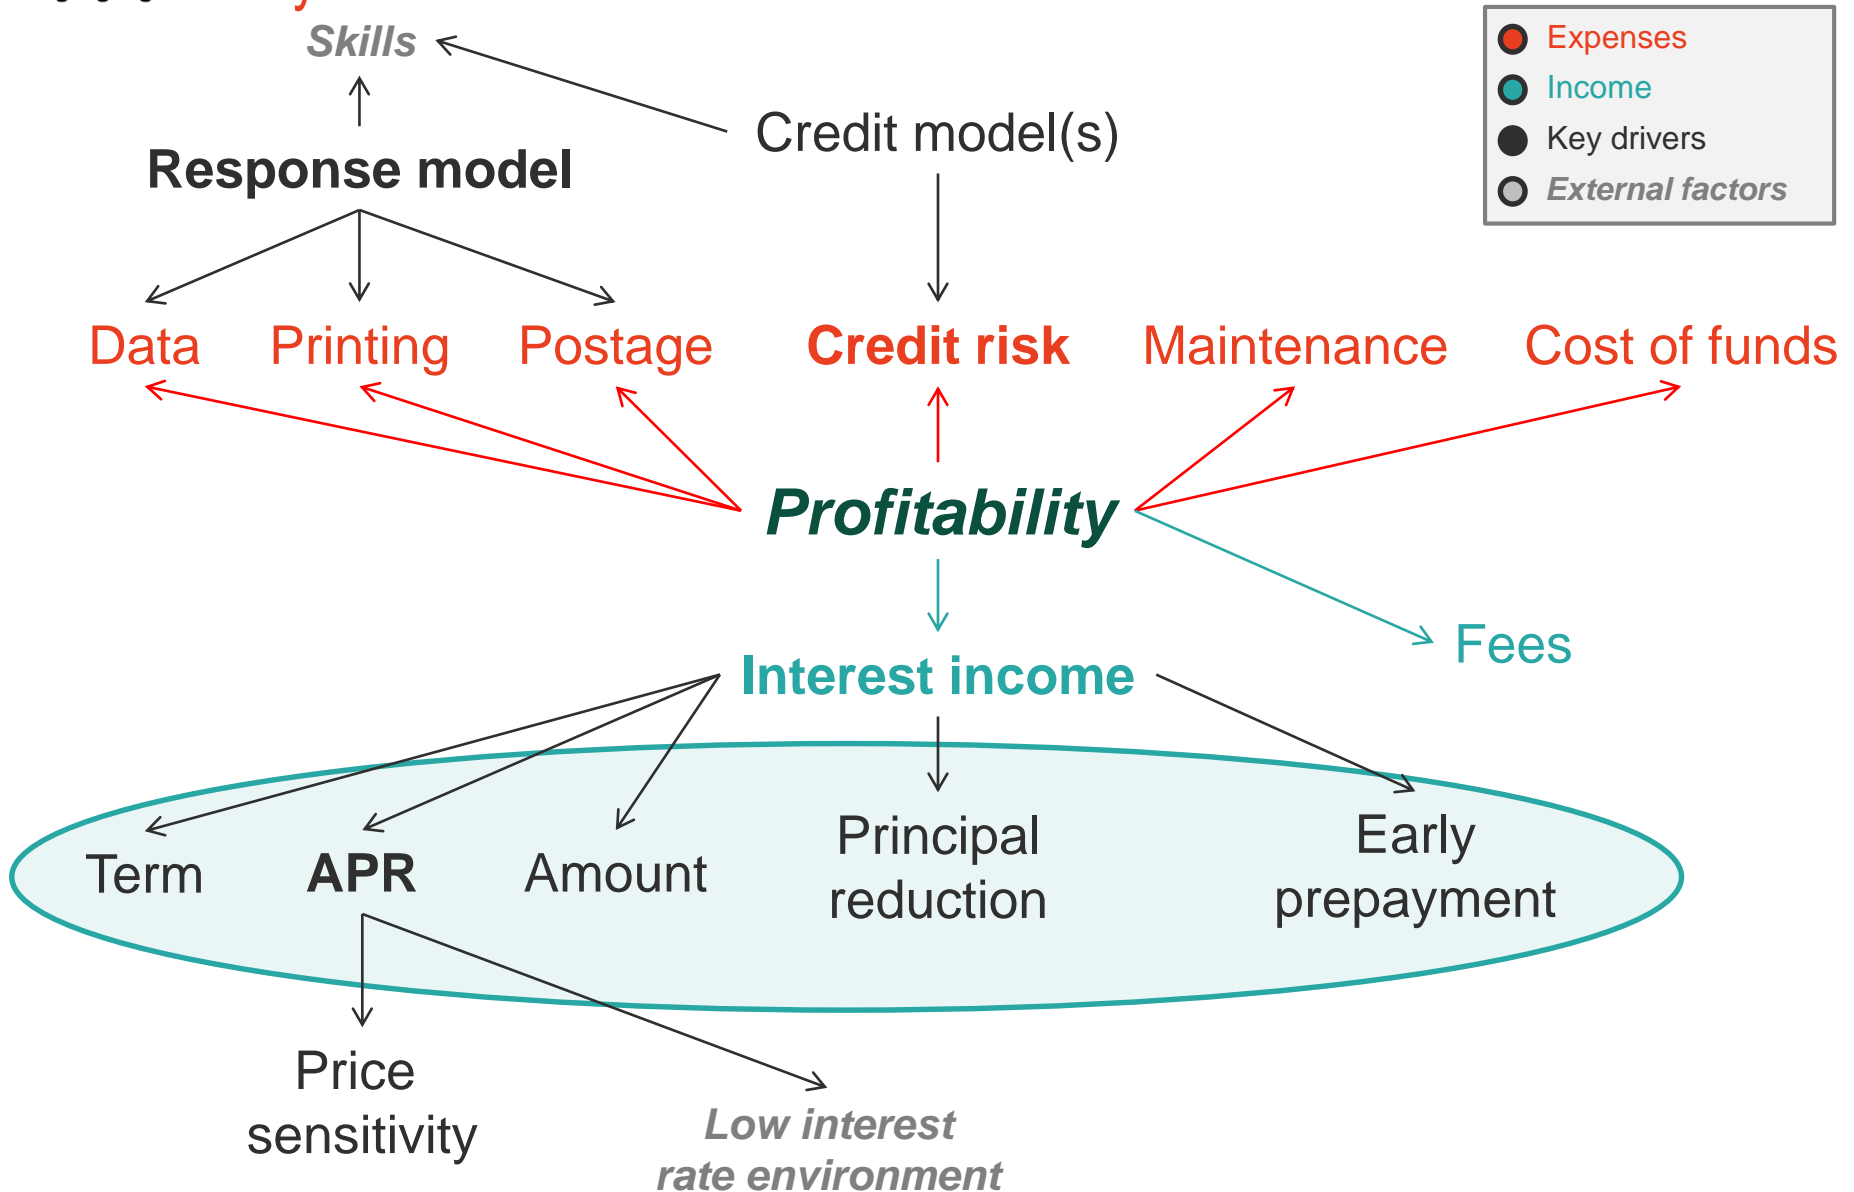 Skills
Expenses
Income
Key drivers
External factors
Credit model(s)
Response model
Data
Printing
Postage
Credit risk
Maintenance
Cost of funds
Profitability
Fees
Interest income
Term
APR
Amount
Principal
reduction
Early
prepayment
Price
sensitivity
Low interest
rate environment